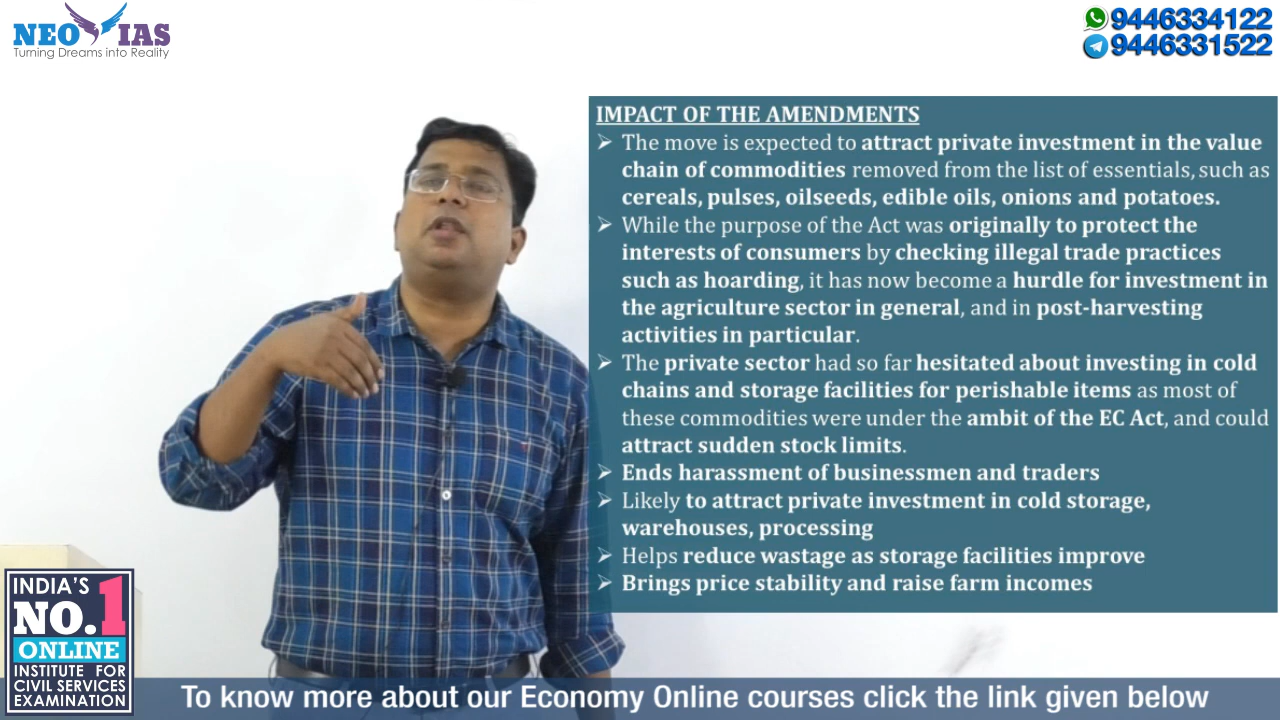 NEO IAS
Turning Dreams into Reality
9446334122
9446331522
IMPACT OF THE AMENDMENTS
➢ The move is expected to attract private investment in the value
chain of commodities removed from the list of essentials, such as
cereals, pulses, oilseeds, edible oils, onions and potatoes.
➢ While the purpose of the Act was originally to protect the
interests of consumers by checking illegal trade practices
such as hoarding, it has now become a hurdle for investment in
the agriculture sector in general, and in post-harvesting
activities in particular.
➢ The private sector had so far hesitated about investing in cold
chains and storage facilities for perishable items as most of
these commodities were under the ambit of the EC Act, and could
attract sudden stock limits.
➢ Ends harassment of businessmen and traders
➢ Likely to attract private investment in cold storage,
warehouses, processing
➢ Helps reduce wastage as storage facilities improve
➢ Brings price stability and raise farm incomes
INDIA'S
NO.1
ONLINE
INSTITUTE FOR
CIVIL SERVICES
EXAMINATION
To know more about our Economy Online courses click the link given below